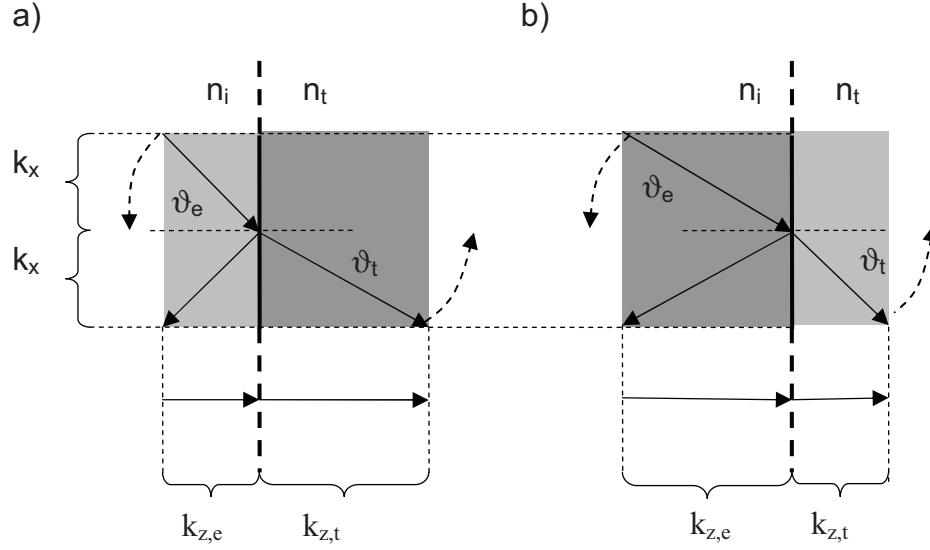 a)
b)
n_i n_t
n_i n_t
k_x
ϑ_e
ϑ_e
k_x
ϑ_t
ϑ_t
k_z,e k_z,t
k_z,e k_z,t